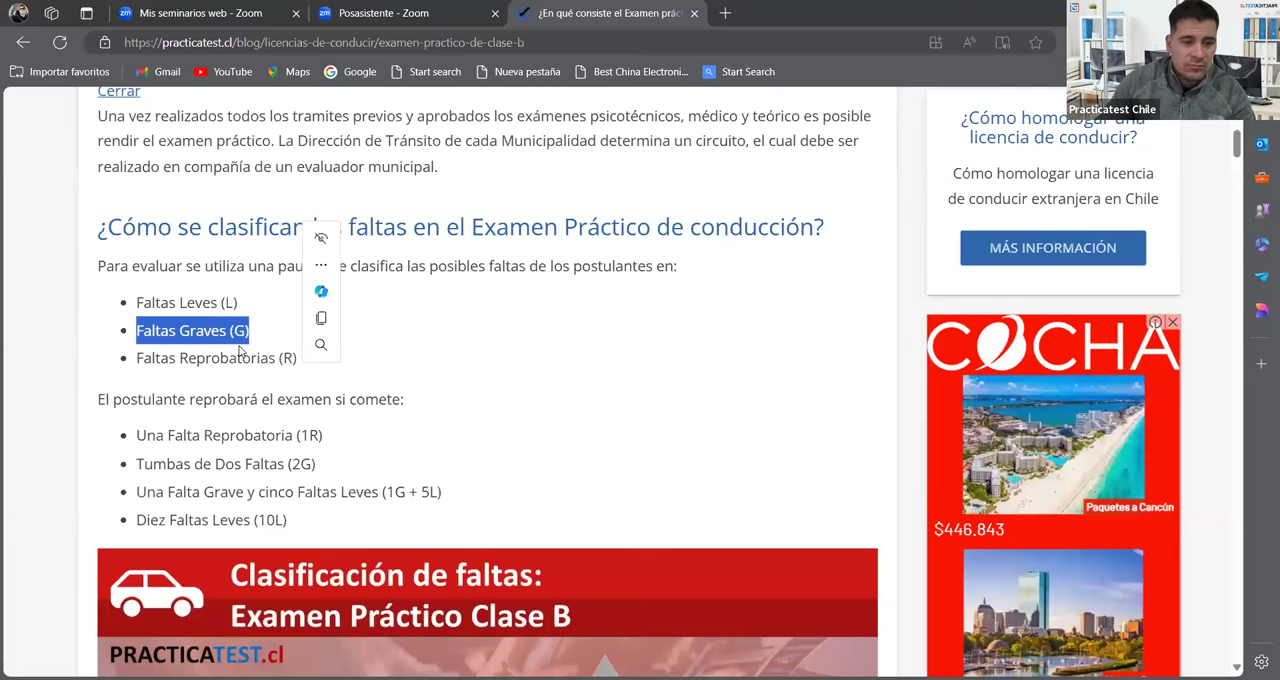 Mis seminarios web - Zoom
Posasistente - Zoom
¿En qué consiste el Examen prác
https://practicatest.cl/blog/licencias-de-conducir/examen-practico-de-clase-b
Importar favoritos
Gmail
YouTube
Maps
Google
Start search
Nueva pestaña
Best China Electroni...
Start Search
Practicatest Chile
Cerrar
Una vez realizados todos los tramites previos y aprobados los exámenes psicotécnicos, médico y teórico es posible
rendir el examen práctico. La Dirección de Tránsito de cada Municipalidad determina un circuito, el cual debe ser
realizado en compañía de un evaluador municipal.
¿Cómo se clasifican faltas en el Examen Práctico de conducción?
Para evaluar se utiliza una pau e clasifica las posibles faltas de los postulantes en:
Faltas Leves (L)
Faltas Graves (G)
Faltas Reprobatorias (R)
El postulante reprobará el examen si comete:
Una Falta Reprobatoria (1R)
Tumbas de Dos Faltas (2G)
Una Falta Grave y cinco Faltas Leves (1G + 5L)
Diez Faltas Leves (10L)
Clasificación de faltas:
Examen Práctico Clase B
PRACTICATEST.cl
¿Cómo homologar una
licencia de conducir?
Cómo homologar una licencia
de conducir extranjera en Chile
MÁS INFORMACIÓN
COCHA
Paquetes a Cancún
$446.843